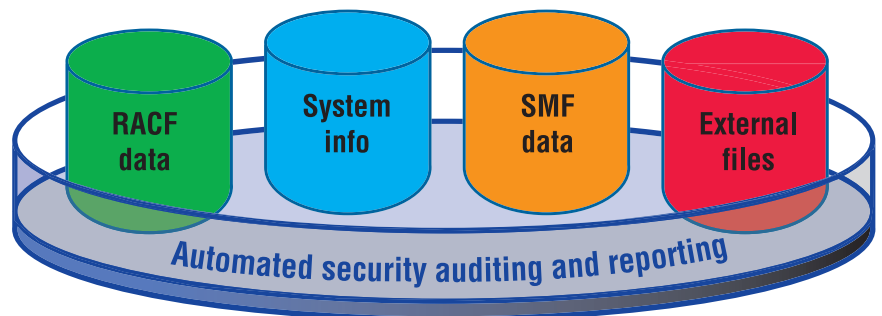 RACF
data
System
info
SMF
data
External
files
Automated security auditing and reporting